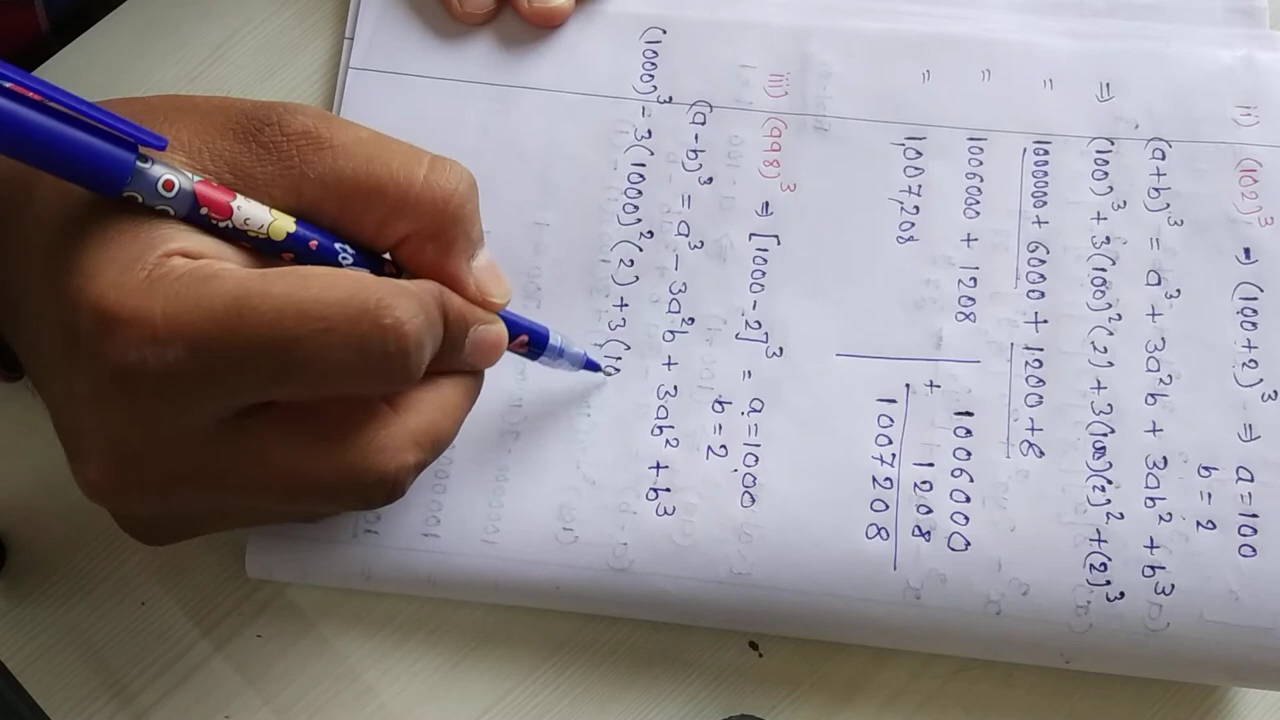 ii) (102)³ ⇒ (100+2)³ ⇒ a=100
b=2
(a+b)³ = a³ + 3a²b + 3ab² + b³
⇒ (100)³ + 3(100)²(2) + 3(100)(2)² + (2)³
= 1000000 + 60000 + 1200 + 8
= 1006000 + 1208
= 1,007,208
1006000
+ 1208
1007208
iii) (998)³ ⇒ [1000-2]³ = a=1000
b=2
(a-b)³ = a³ - 3a²b + 3ab² + b³
(1000)³ - 3(1000)²(2) + 3(10